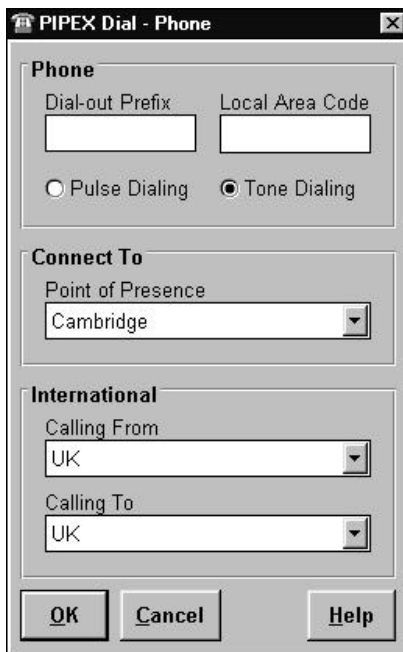 PIPEX Dial - Phone
Phone
Dial-out Prefix Local Area Code
Pulse Dialing Tone Dialing
Connect To
Point of Presence
Cambridge
International
Calling From
UK
Calling To
UK
OK Cancel Help